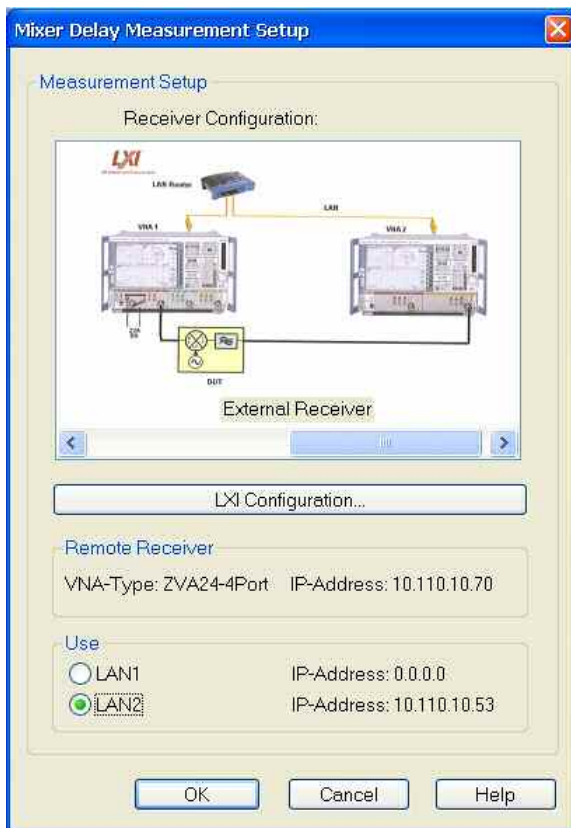 Mixer Delay Measurement Setup
Measurement Setup
Receiver Configuration:
LXI
LAN Router
LAN
VNA 1
VNA 2
DUT
External Receiver
LXI Configuration...
Remote Receiver
VNA-Type: ZVA24-4Port IP-Address: 10.110.10.70
Use
LAN1 IP-Address: 0.0.0.0
LAN2 IP-Address: 10.110.10.53
OK Cancel Help